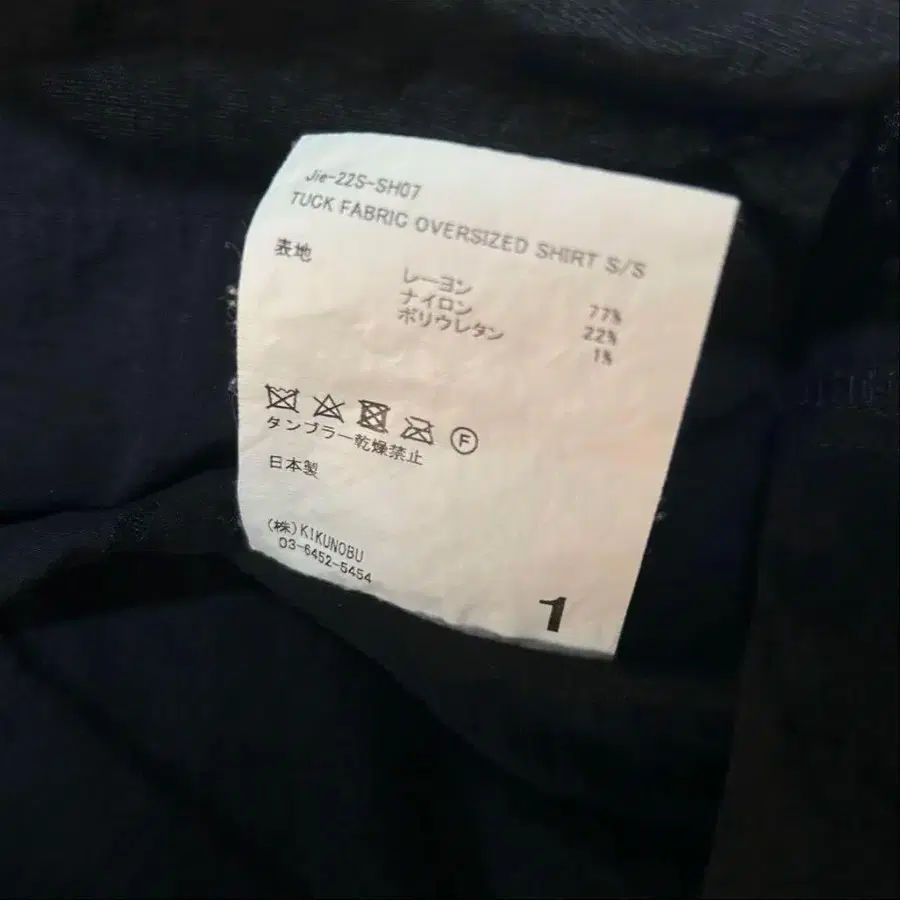 Jie-22S-SH07
TUCK FABRIC OVERSIZED SHIRT S/S
表地
レーヨン 77%
ナイロン 22%
ポリウレタン 1%
F
タンブラー乾燥禁止
日本製
(株)KIKUNOBU
03-6452-5454
1